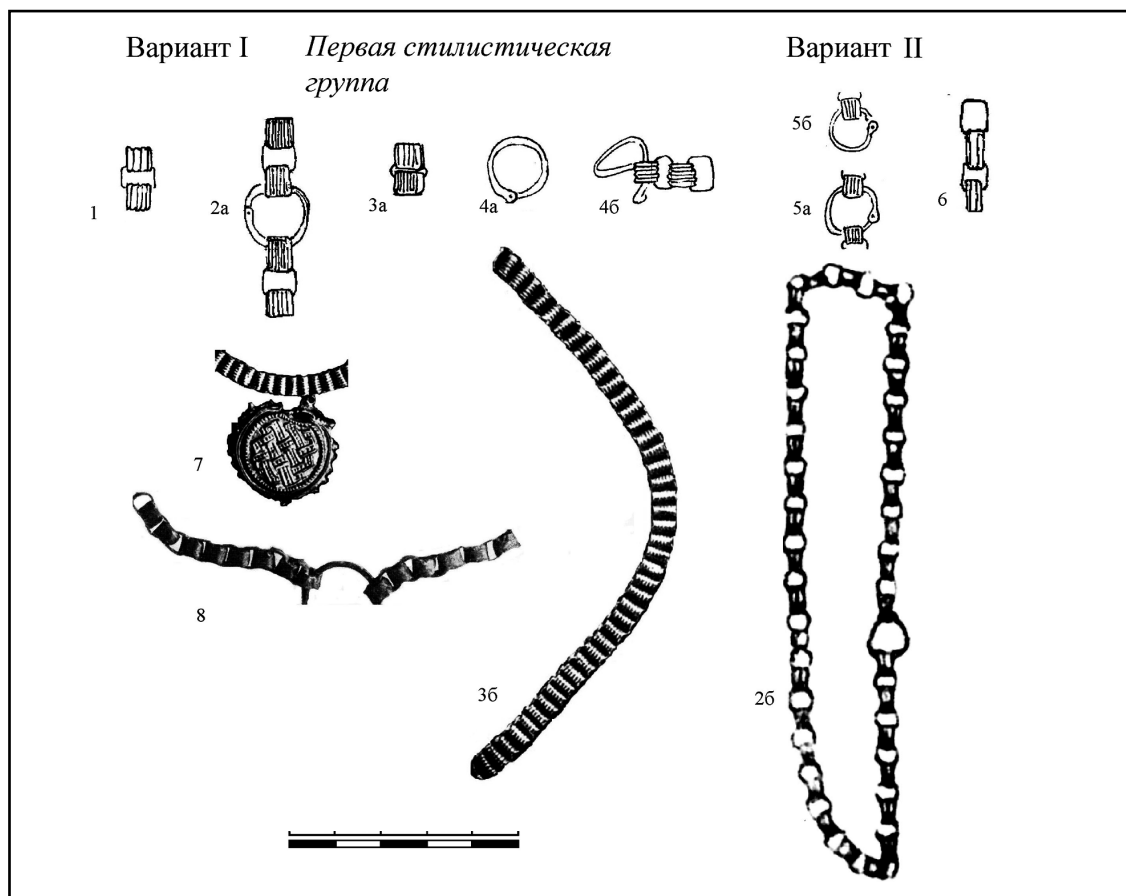 Вариант I
Первая стилистическая
группа
Вариант II
1
2а
3а
4а
4б
5б
5а
6
7
8
3б
2б